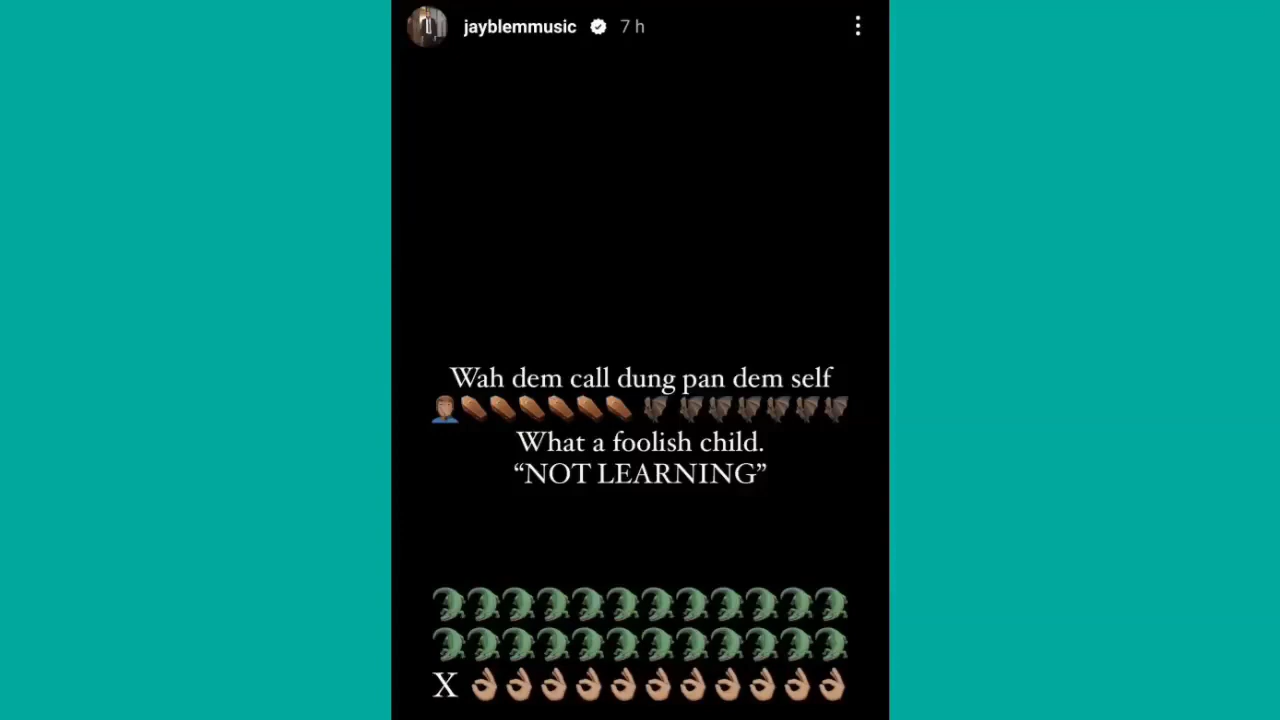 jayblemmusic 7 h
Wah dem call dung pan dem self
🤦🏽‍♂️⚰️⚰️⚰️⚰️⚰️⚰️ 🦇 🦇🦇🦇🦇🦇🦇
What a foolish child.
“NOT LEARNING”
🐊🐊🐊🐊🐊🐊🐊🐊🐊🐊🐊🐊
🐊🐊🐊🐊🐊🐊🐊🐊🐊🐊🐊🐊
X 👌🏽👌🏽👌🏽👌🏽👌🏽👌🏽👌🏽👌🏽👌🏽👌🏽👌🏽